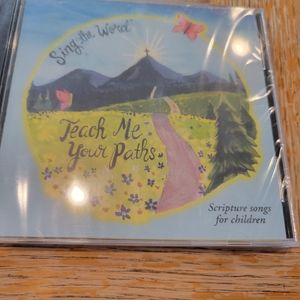 Sing the Word
Teach Me
Your Paths
Scripture songs
for children